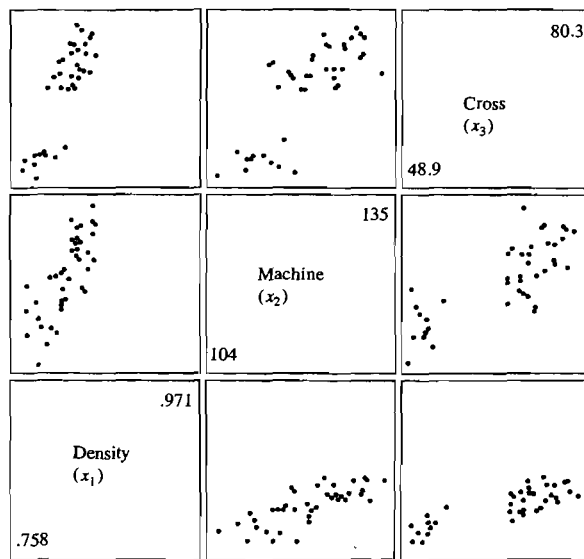 80.3
Cross
(x₃)
48.9
135
Machine
(x₂)
104
.971
Density
(x₁)
.758